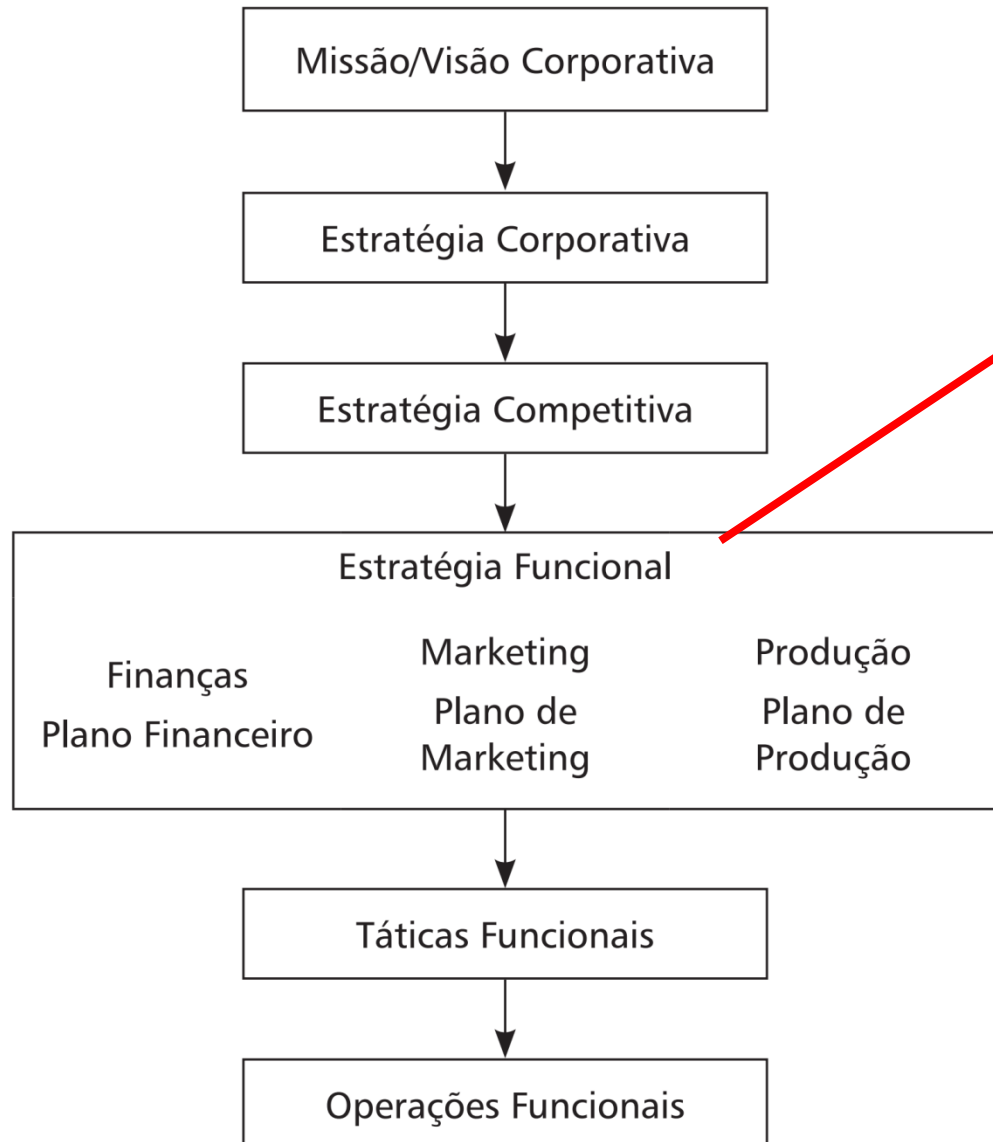 Missão/Visão Corporativa
Estratégia Corporativa
Estratégia Competitiva
Estratégia Funcional
Finanças
Plano Financeiro
Marketing
Plano de
Marketing
Produção
Plano de
Produção
Táticas Funcionais
Operações Funcionais